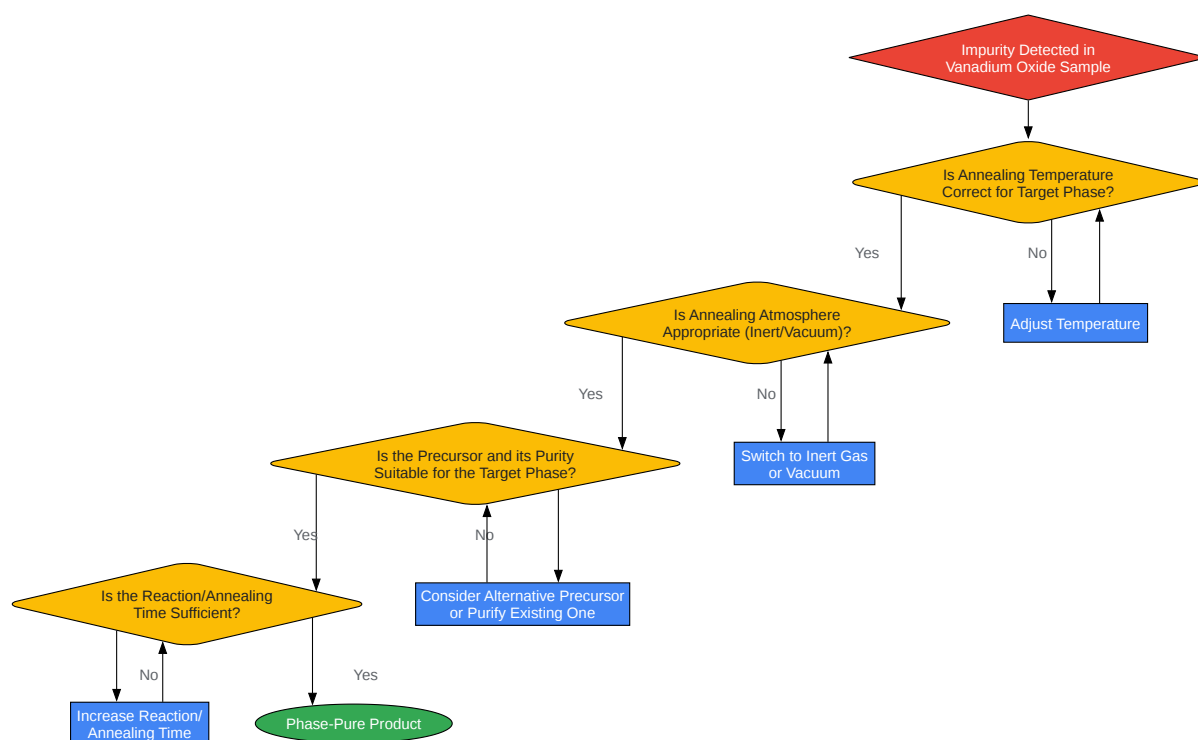 Impurity Detected in
Vanadium Oxide Sample
Is Annealing Temperature
Correct for Target Phase?
Yes
No
Is Annealing Atmosphere
Appropriate (Inert/Vacuum)?
Adjust Temperature
Yes
No
Is the Precursor and its Purity
Suitable for the Target Phase?
Switch to Inert Gas
or Vacuum
Yes
No
Is the Reaction/Annealing
Time Sufficient?
Consider Alternative Precursor
or Purify Existing One
No
Yes
Increase Reaction/
Annealing Time
Phase-Pure Product